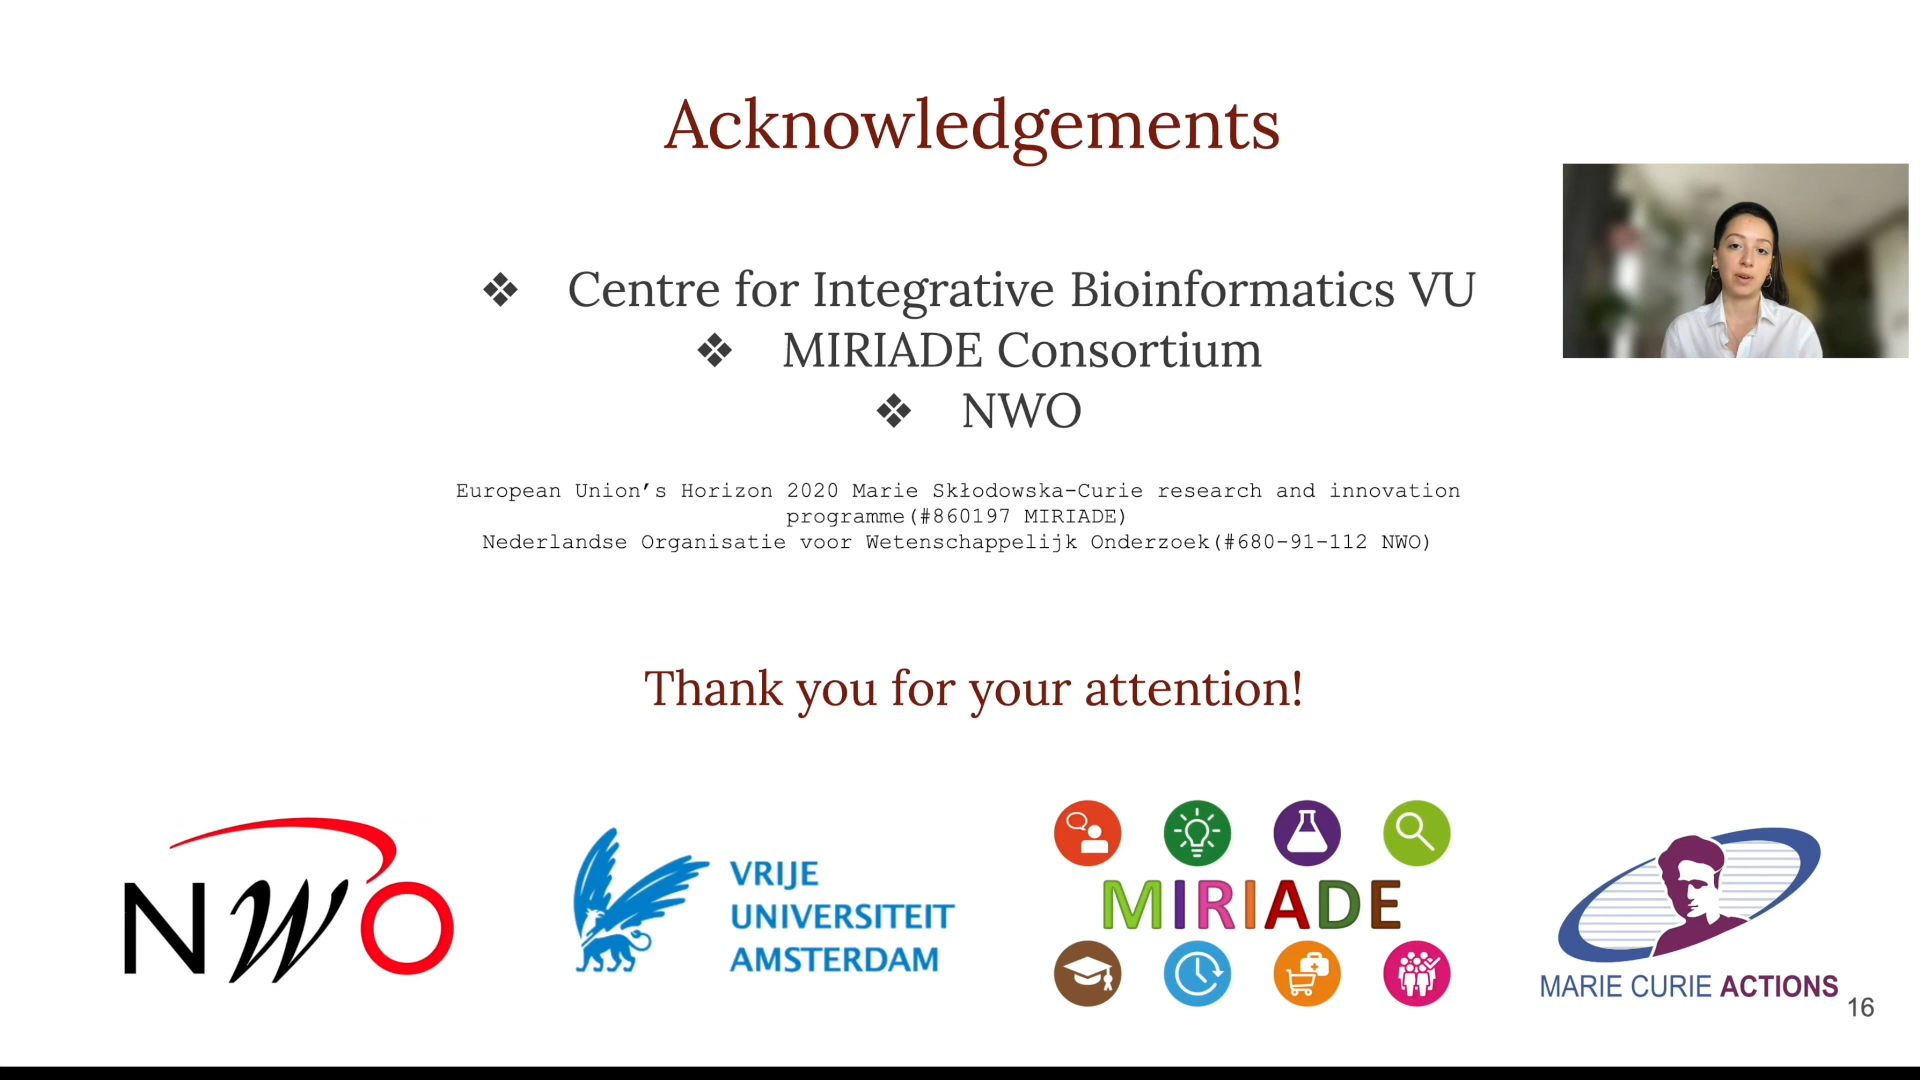 Acknowledgements
❖ Centre for Integrative Bioinformatics VU
❖ MIRIADE Consortium
❖ NWO
European Union’s Horizon 2020 Marie Skłodowska-Curie research and innovation
programme(#860197 MIRIADE)
Nederlandse Organisatie voor Wetenschappelijk Onderzoek(#680-91-112 NWO)
Thank you for your attention!
NWO
VRIJE
UNIVERSITEIT
AMSTERDAM
MIRIADE
MARIE CURIE ACTIONS
16